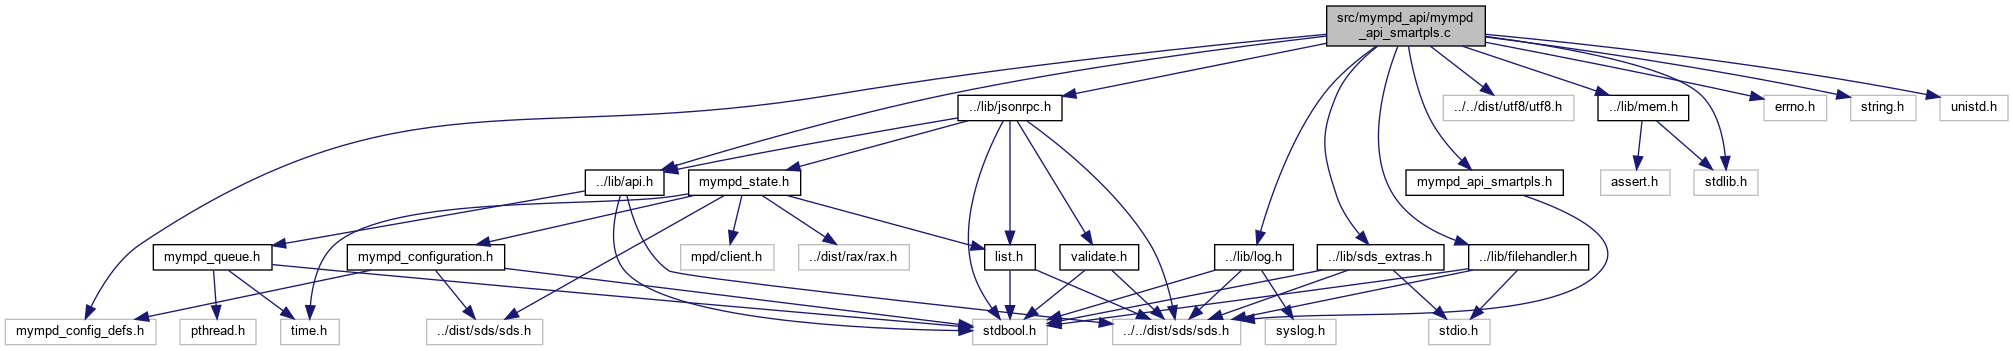 src/mympd_api/mympd
_api_smartpls.c
../lib/jsonrpc.h
../../dist/utf8/utf8.h
../lib/mem.h
errno.h
string.h
unistd.h
../lib/api.h
mympd_state.h
mympd_api_smartpls.h
assert.h
stdlib.h
mympd_queue.h
mympd_configuration.h
mpd/client.h
../dist/rax/rax.h
list.h
validate.h
../lib/log.h
../lib/sds_extras.h
../lib/filehandler.h
mympd_config_defs.h
pthread.h
time.h
../dist/sds/sds.h
stdbool.h
../../dist/sds/sds.h
syslog.h
stdio.h